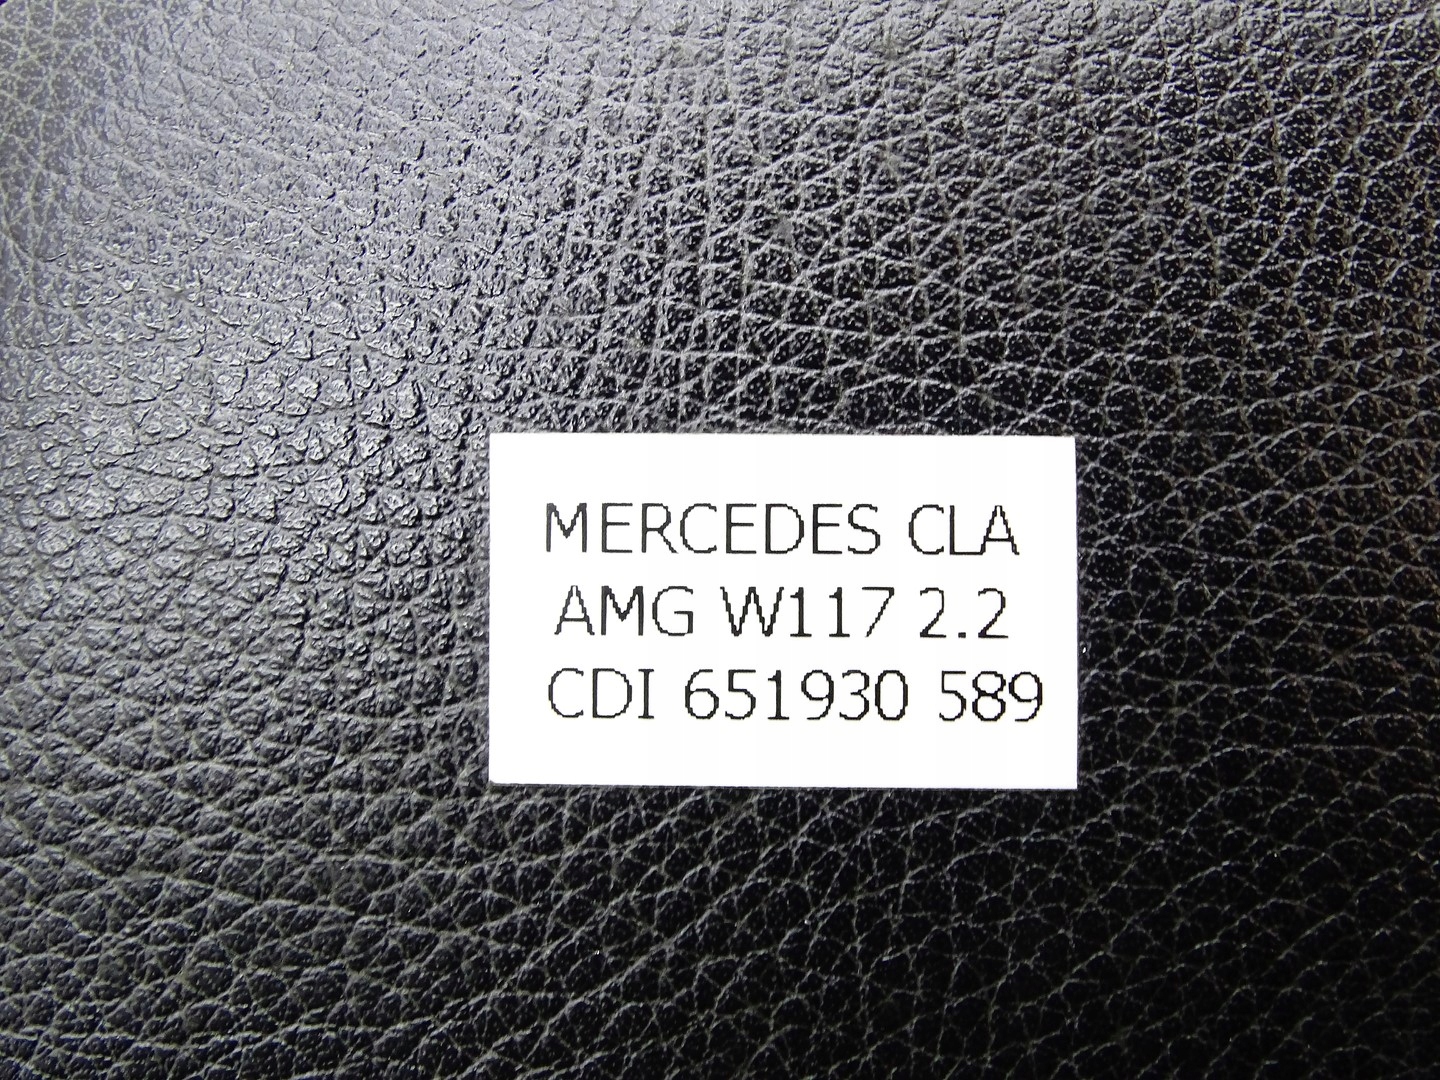 MERCEDES CLA
AMG W117 2.2
CDI 651930 589